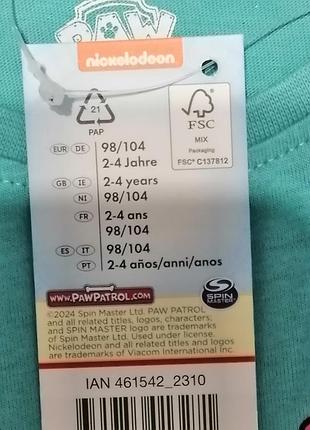 PAW
nickelodeon
21
PAP
FSC
MIX
Packaging
FSC® C137812
EUR DE 98/104
2-4 Jahre
GB IE 2-4 years
NI 98/104
FR 2-4 ans
98/104
ES IT 98/104
PT 2-4 años/anni/anos
www.PAWPATROL.com
SPIN MASTER
©2024 Spin Master Ltd. PAW PATROL
and all related titles, logos, characters;
and SPIN MASTER logo are trademarks
of Spin Master Ltd. Used under license.
Nickelodeon and all related titles and logos
are trademarks of Viacom International Inc.
IAN 461542_2310